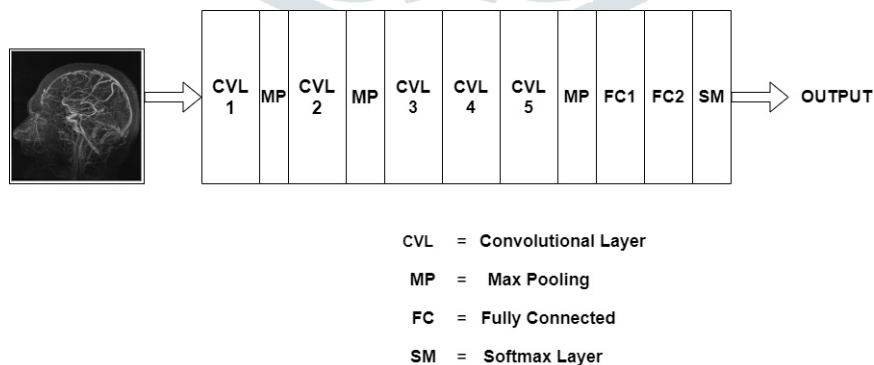 CVL 1 MP CVL 2 MP CVL 3 CVL 4 CVL 5 MP FC1 FC2 SM OUTPUT
CVL = Convolutional Layer
MP = Max Pooling
FC = Fully Connected
SM = Softmax Layer